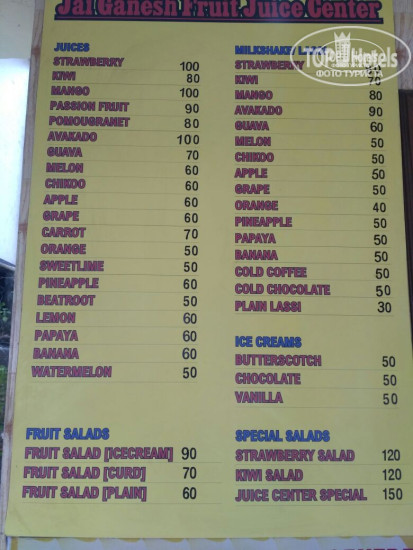 Jai Ganesh Fruit Juice Center
JUICES
STRAWBERRY 100
KIWI 80
MANGO 100
PASSION FRUIT 90
POMOUGRANET 80
AVAKADO 100
GUAVA 70
MELON 60
CHIKOO 60
APPLE 60
GRAPE 60
CARROT 70
ORANGE 50
SWEETLIME 50
PINEAPPLE 60
BEATROOT 50
LEMON 60
PAPAYA 60
BANANA 60
WATERMELON 50
FRUIT SALADS
FRUIT SALAD [ICECREAM] 90
FRUIT SALAD [CURD] 70
FRUIT SALAD [PLAIN] 60
MILKSHAKE/
STRAWBERRY
KIWI 70
MANGO 80
AVAKADO 90
GUAVA 60
MELON 50
CHIKOO 50
APPLE 50
GRAPE 50
ORANGE 40
PINEAPPLE 50
PAPAYA 50
BANANA 50
COLD COFFEE 50
COLD CHOCOLATE 50
PLAIN LASSI 30
ICE CREAMS
BUTTERSCOTCH 50
CHOCOLATE 50
VANILLA 50
SPECIAL SALADS
STRAWBERRY SALAD 120
KIWI SALAD 120
JUICE CENTER SPECIAL 150
TOP Hotels
ФОТО ТУРИСТА